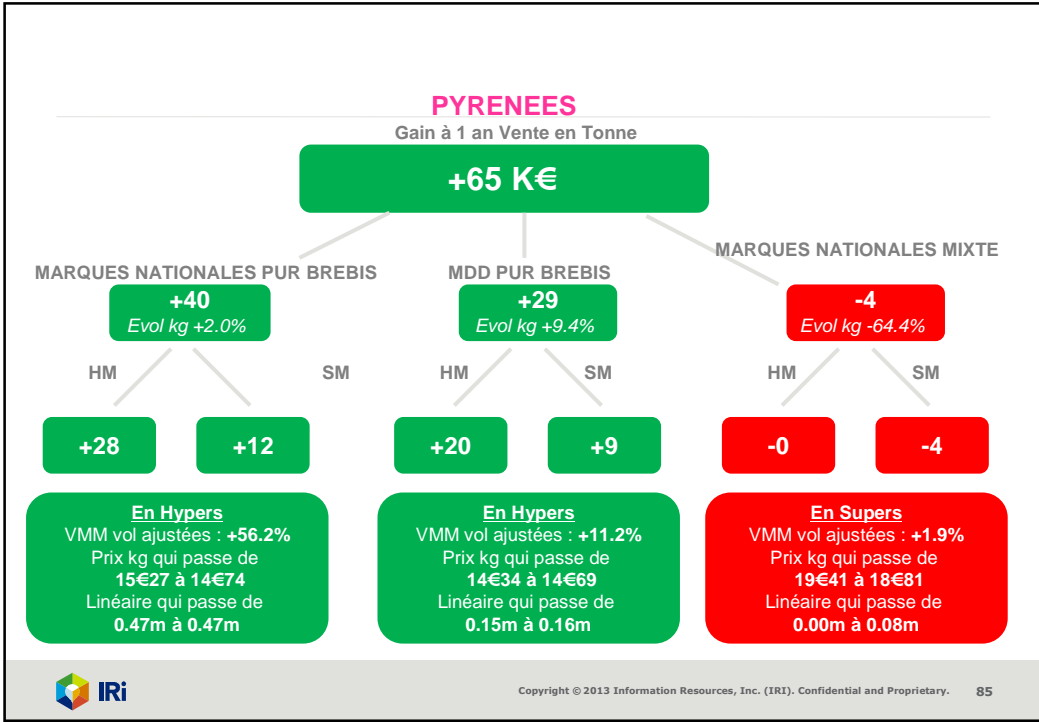 PYRENEES
Gain à 1 an Vente en Tonne
+65 K€
MARQUES NATIONALES PUR BREBIS
+40
Evol kg +2.0%
MDD PUR BREBIS
+29
Evol kg +9.4%
MARQUES NATIONALES MIXTE
-4
Evol kg -64.4%
HM
SM
HM
SM
HM
SM
+28
+12
+20
+9
-0
-4
En Hypers
VMM vol ajustées : +56.2%
Prix kg qui passe de
15€27 à 14€74
Linéaire qui passe de
0.47m à 0.47m
En Hypers
VMM vol ajustées : +11.2%
Prix kg qui passe de
14€34 à 14€69
Linéaire qui passe de
0.15m à 0.16m
En Supers
VMM vol ajustées : +1.9%
Prix kg qui passe de
19€41 à 18€81
Linéaire qui passe de
0.00m à 0.08m
IRi
Copyright © 2013 Information Resources, Inc. (IRI). Confidential and Proprietary. 85